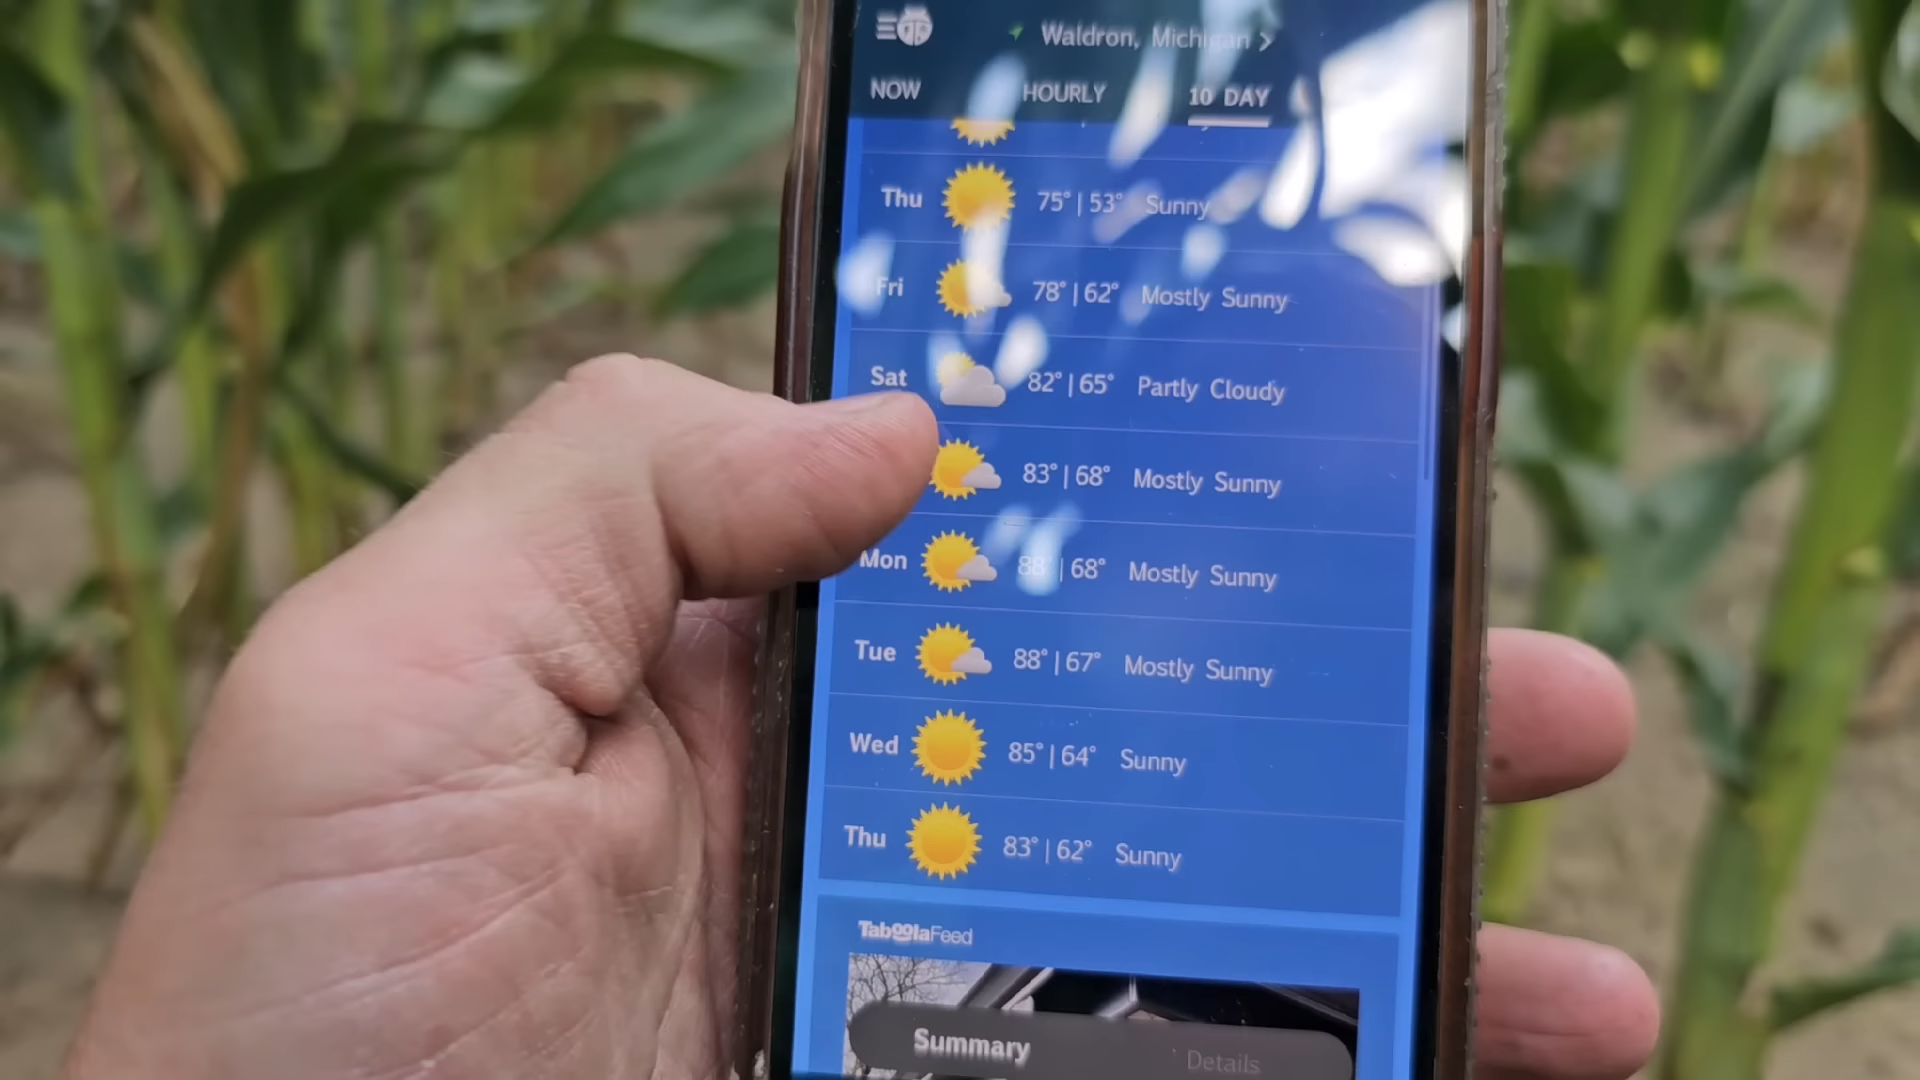 Waldron, Michigan >
NOW HOURLY 10 DAY
Thu 75° | 53° Sunny
Fri 78° | 62° Mostly Sunny
Sat 82° | 65° Partly Cloudy
83° | 68° Mostly Sunny
Mon 88° | 68° Mostly Sunny
Tue 88° | 67° Mostly Sunny
Wed 85° | 64° Sunny
Thu 83° | 62° Sunny
TaboolaFeed
Summary Details